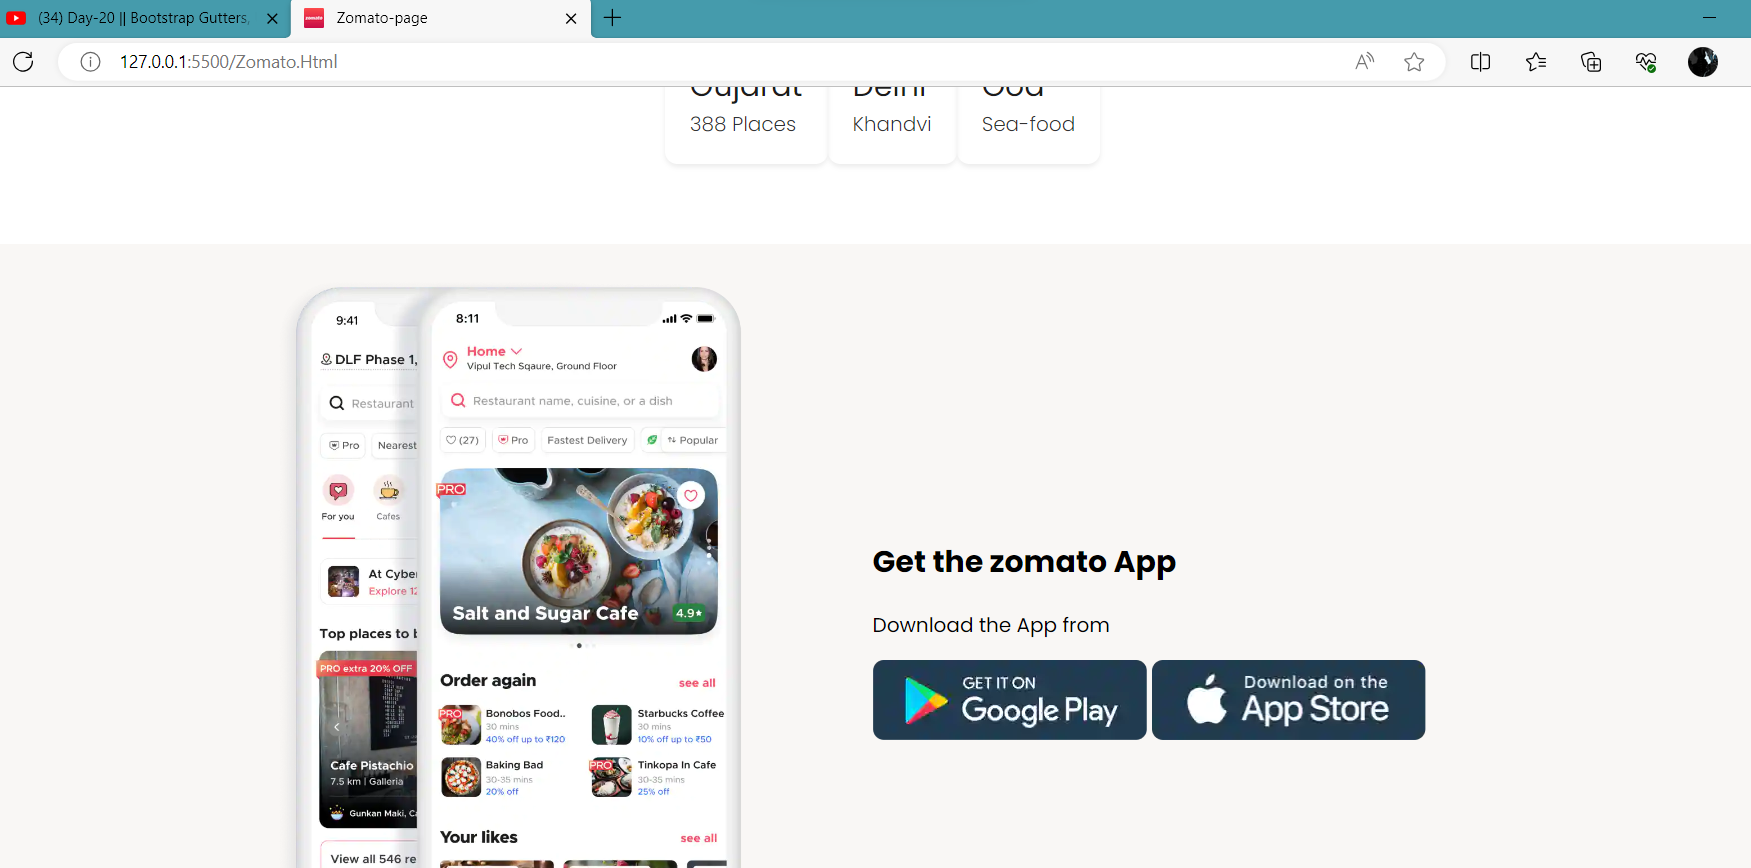 (34) Day-20 || Bootstrap Gutters,
Zomato-page
127.0.0.1:5500/Zomato.Html
Gujarat
388 Places
Delhi
Khandvi
Goa
Sea-food
9:41
DLF Phase 1,
Restaurant
Pro
Nearest
For you
Cafes
At Cyber
Explore 12
Top places to b
PRO extra 20% OFF
Cafe Pistachio
7.5 km | Galleria
Gunkan Maki, Ca
View all 546 re
8:11
Home
Vipul Tech Sqaure, Ground Floor
Restaurant name, cuisine, or a dish
(27)
Pro
Fastest Delivery
Popular
PRO
Salt and Sugar Cafe
4.9★
Order again
see all
PRO
Bonobos Food..
30 mins
40% off up to ₹120
Starbucks Coffee
30 mins
10% off up to ₹50
Baking Bad
30-35 mins
20% off
PRO
Tinkopa In Cafe
30-35 mins
25% off
Your likes
see all
Get the zomato App
Download the App from
GET IT ON
Google Play
Download on the
App Store